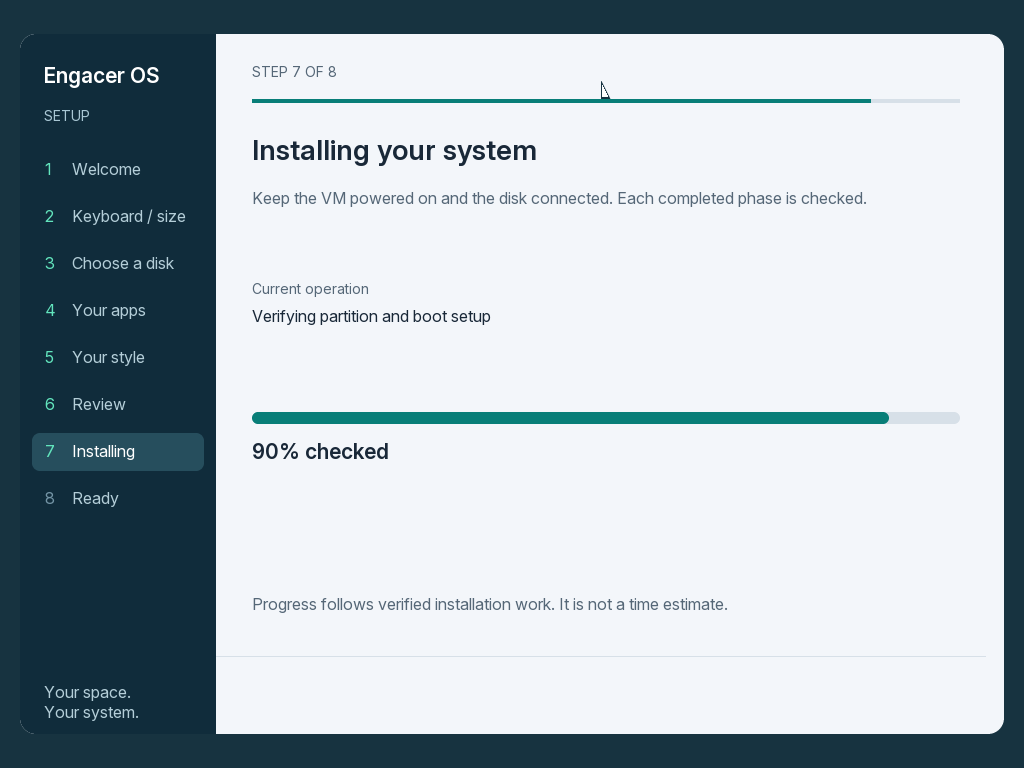 Engacer OS
SETUP
1 Welcome
2 Keyboard / size
3 Choose a disk
4 Your apps
5 Your style
6 Review
7 Installing
8 Ready
Your space.
Your system.
STEP 7 OF 8
Installing your system
Keep the VM powered on and the disk connected. Each completed phase is checked.
Current operation
Verifying partition and boot setup
90% checked
Progress follows verified installation work. It is not a time estimate.